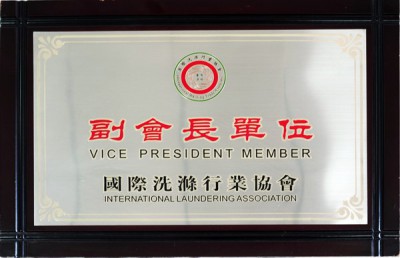 副會長單位
VICE PRESIDENT MEMBER
國際洗滌行業協會
INTERNATIONAL LAUNDERING ASSOCIATION